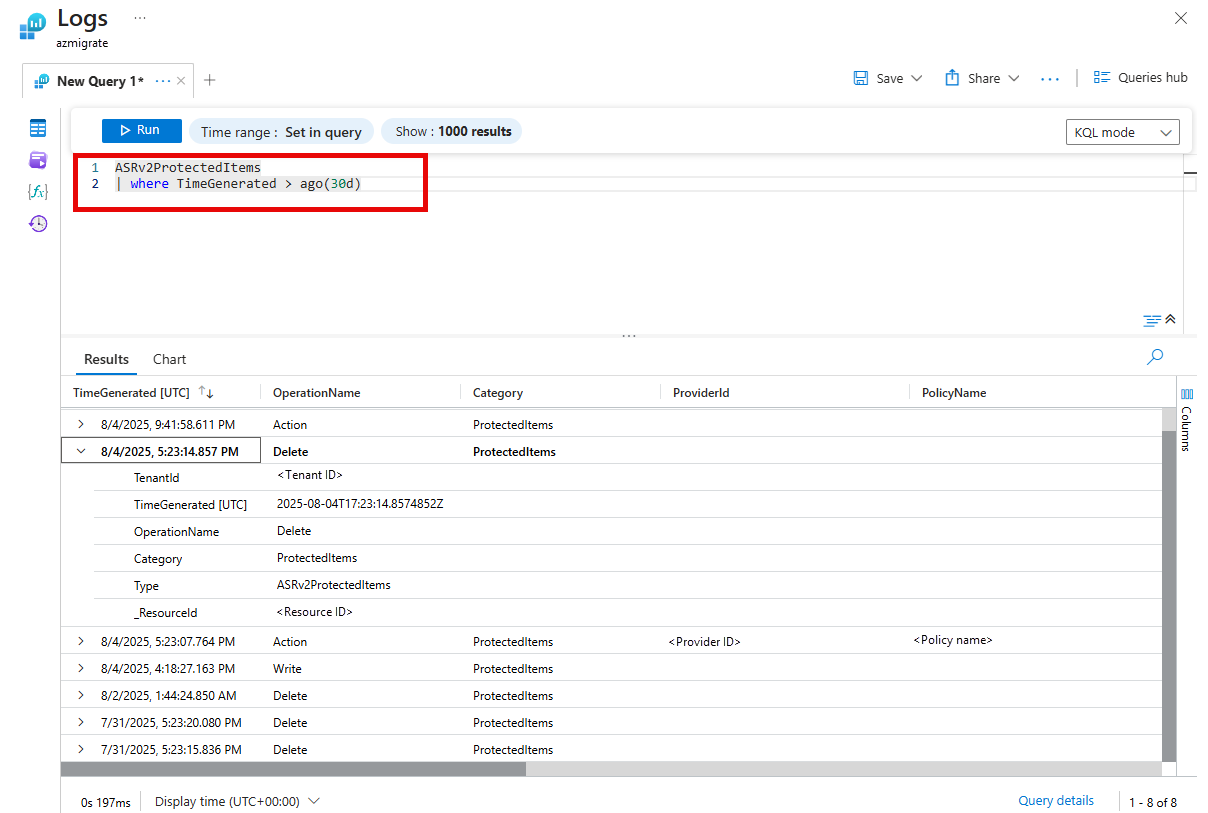 Logs ...
azmigrate
New Query 1* ...
Save
Share
...
Queries hub
Run
Time range : Set in query
Show : 1000 results
KQL mode
1 ASRv2ProtectedItems
2 | where TimeGenerated > ago(30d)
...
Results Chart
TimeGenerated [UTC] OperationName Category ProviderId PolicyName
Columns
8/4/2025, 9:41:58.611 PM Action ProtectedItems
8/4/2025, 5:23:14.857 PM Delete ProtectedItems
TenantId <Tenant ID>
TimeGenerated [UTC] 2025-08-04T17:23:14.8574852Z
OperationName Delete
Category ProtectedItems
Type ASRv2ProtectedItems
_ResourceId <Resource ID>
8/4/2025, 5:23:07.764 PM Action ProtectedItems <Provider ID> <Policy name>
8/4/2025, 4:18:27.163 PM Write ProtectedItems
8/2/2025, 1:44:24.850 AM Delete ProtectedItems
7/31/2025, 5:23:20.080 PM Delete ProtectedItems
7/31/2025, 5:23:15.836 PM Delete ProtectedItems
0s 197ms Display time (UTC+00:00) Query details 1 - 8 of 8